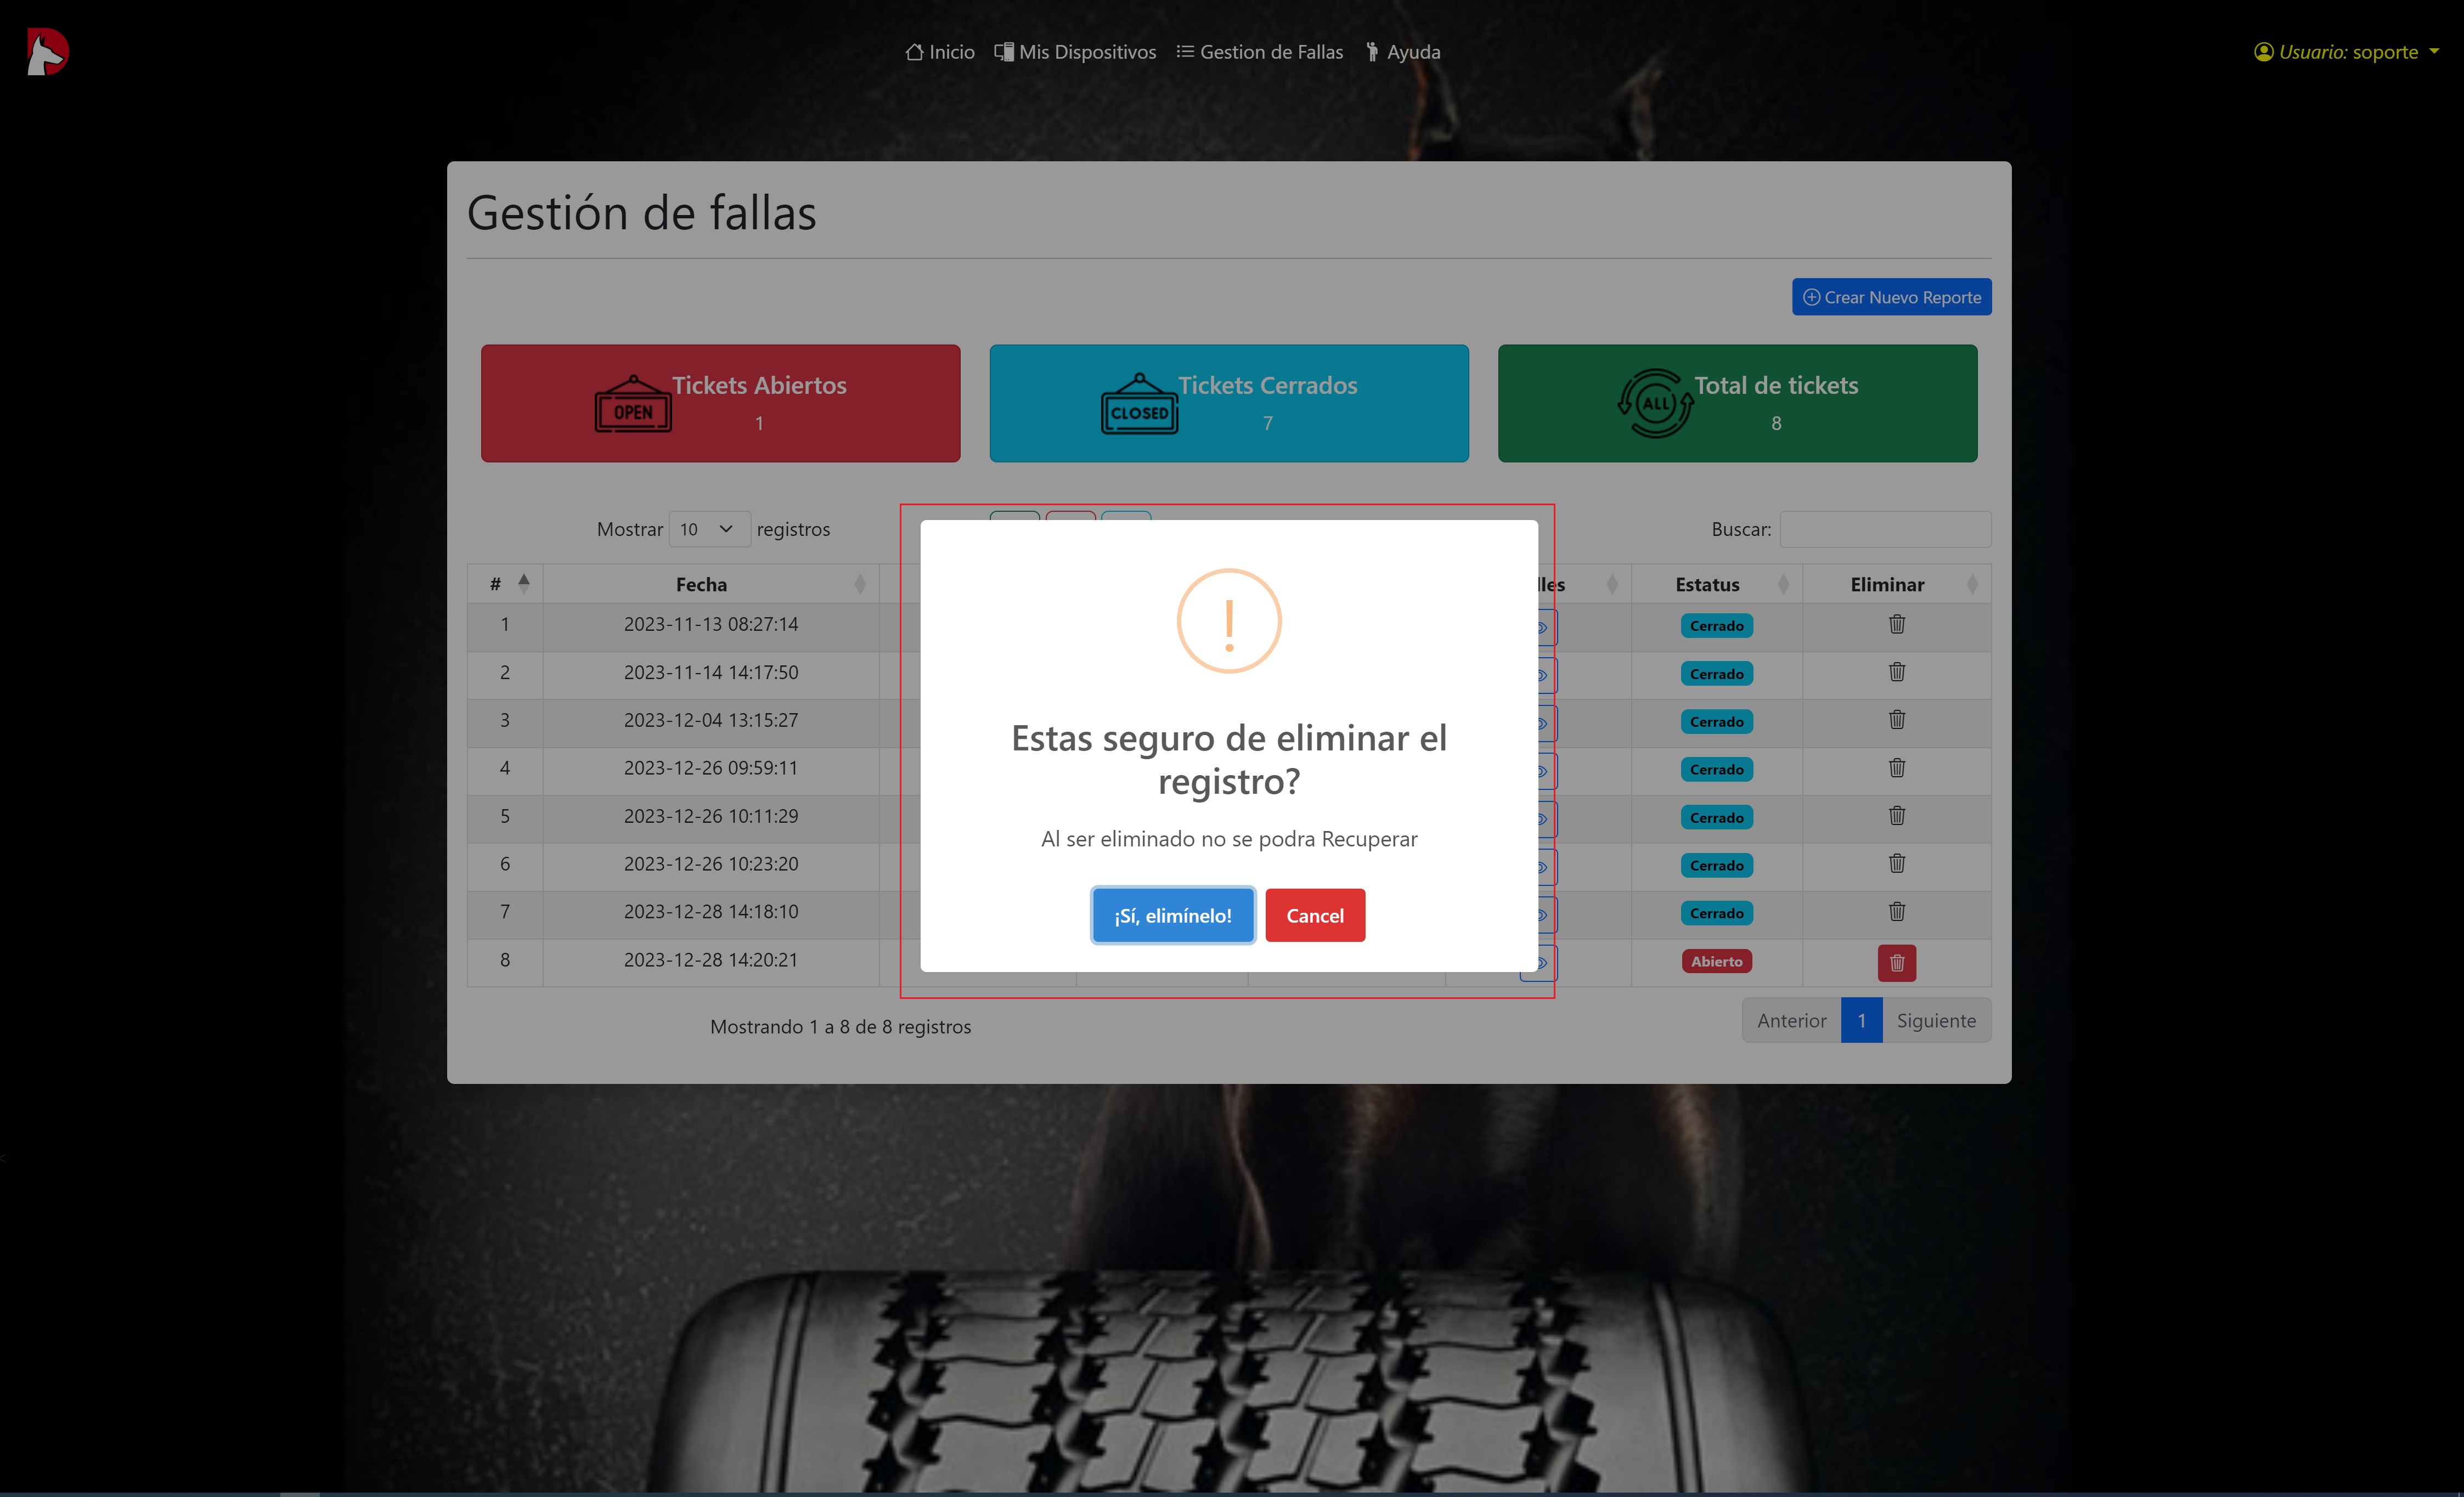 Inicio Mis Dispositivos Gestion de Fallas Ayuda Usuario: soporte
Gestión de fallas
Crear Nuevo Reporte
OPEN Tickets Abiertos
1
CLOSED Tickets Cerrados
7
ALL Total de tickets
8
Mostrar 10 registros
Buscar:
# Fecha Estatus Eliminar
1 2023-11-13 08:27:14 Cerrado
2 2023-11-14 14:17:50 Cerrado
3 2023-12-04 13:15:27 Cerrado
4 2023-12-26 09:59:11 Cerrado
5 2023-12-26 10:11:29 Cerrado
6 2023-12-26 10:23:20 Cerrado
7 2023-12-28 14:18:10 Cerrado
8 2023-12-28 14:20:21 Abierto
Estas seguro de eliminar el
registro?
Al ser eliminado no se podra Recuperar
¡Sí, elimínelo! Cancel
Mostrando 1 a 8 de 8 registros
Anterior 1 Siguiente